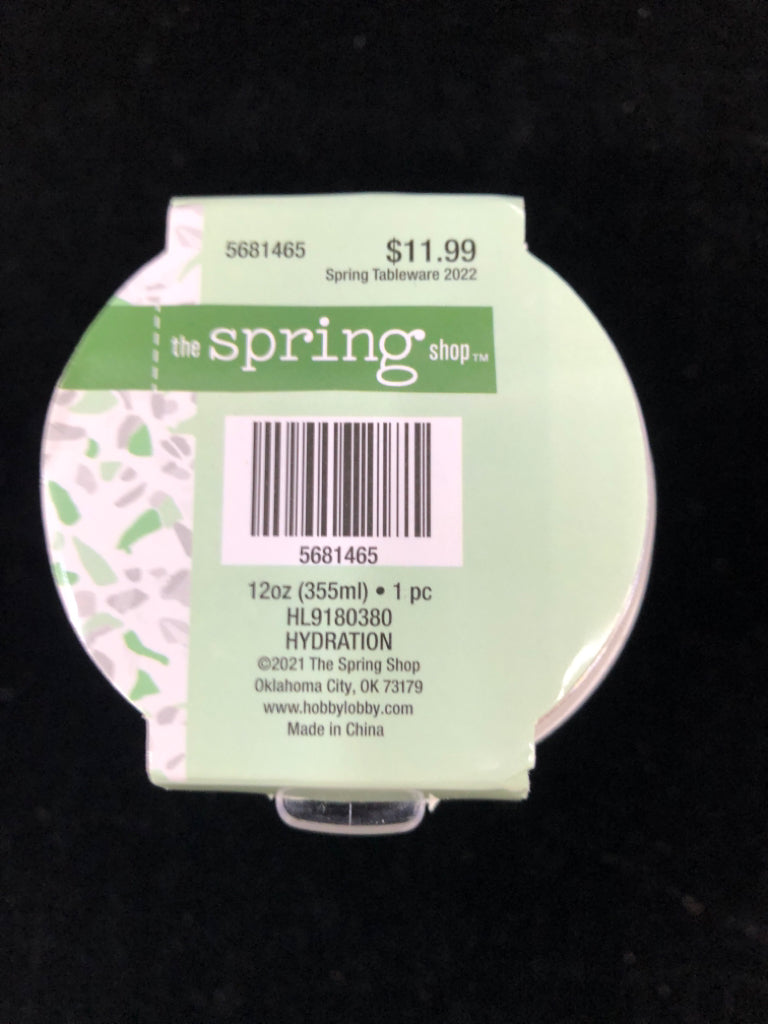 5681465 $11.99
Spring Tableware 2022
the spring shop™
5681465
12oz (355ml) • 1 pc
HL9180380
HYDRATION
©2021 The Spring Shop
Oklahoma City, OK 73179
www.hobbylobby.com
Made in China